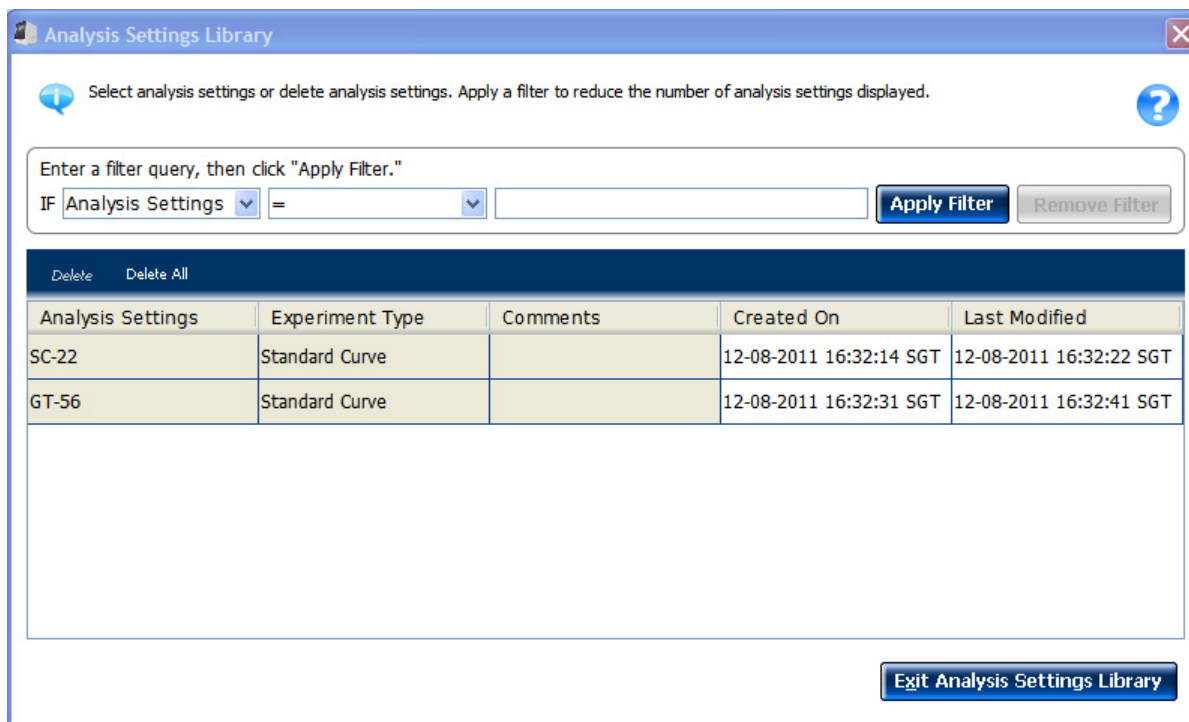 Analysis Settings Library
Select analysis settings or delete analysis settings. Apply a filter to reduce the number of analysis settings displayed.
Enter a filter query, then click "Apply Filter."
IF Analysis Settings = Apply Filter Remove Filter
Delete Delete All
Analysis Settings Experiment Type Comments Created On Last Modified
SC-22 Standard Curve 12-08-2011 16:32:14 SGT 12-08-2011 16:32:22 SGT
GT-56 Standard Curve 12-08-2011 16:32:31 SGT 12-08-2011 16:32:41 SGT
Exit Analysis Settings Library